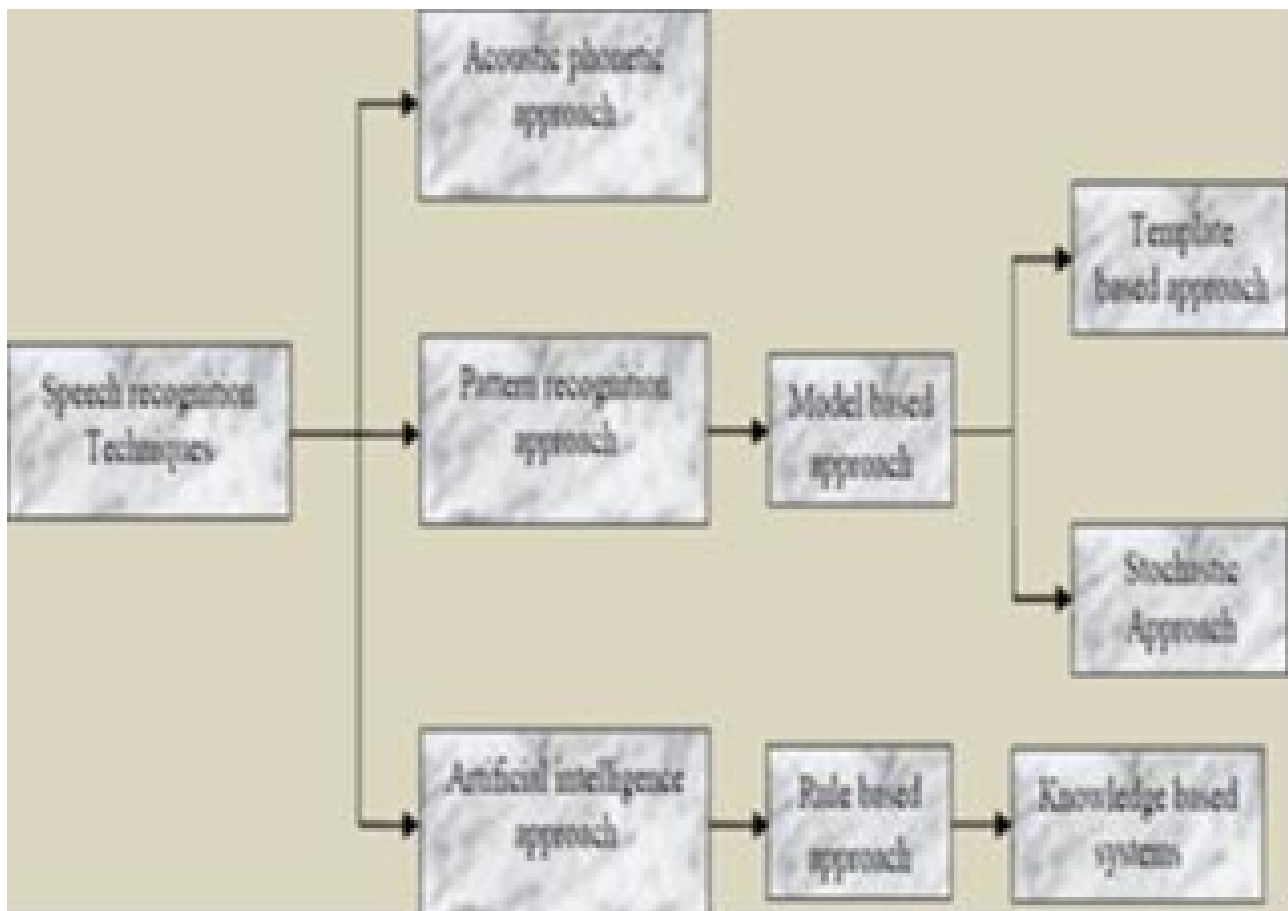 Acoustic phonetic
approach
Template
based approach
Speech recognition
Techniques
Pattern recognition
approach
Model based
approach
Stochistic
Approach
Artificial intelligence
approach
Rule based
approach
Knowledge based
systems